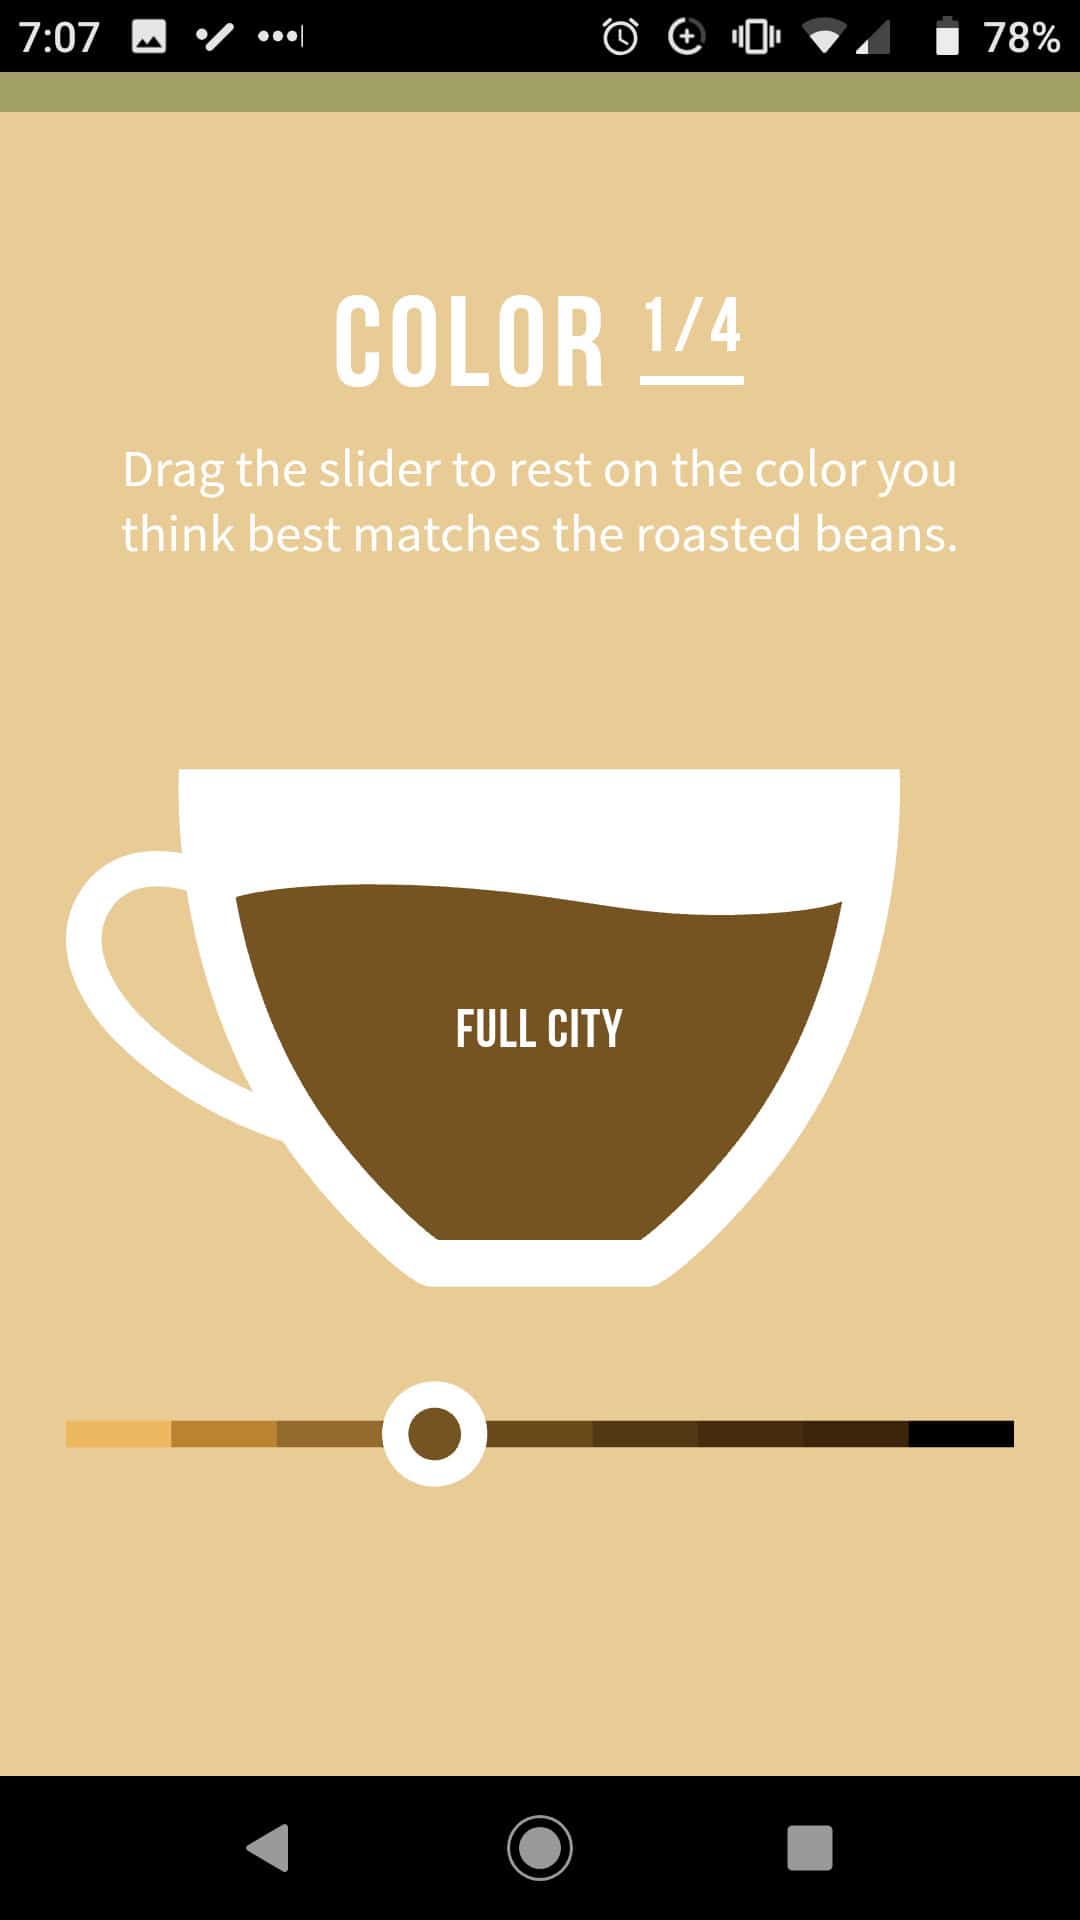 7:07
78%
COLOR 1/4
Drag the slider to rest on the color you
think best matches the roasted beans.
FULL CITY